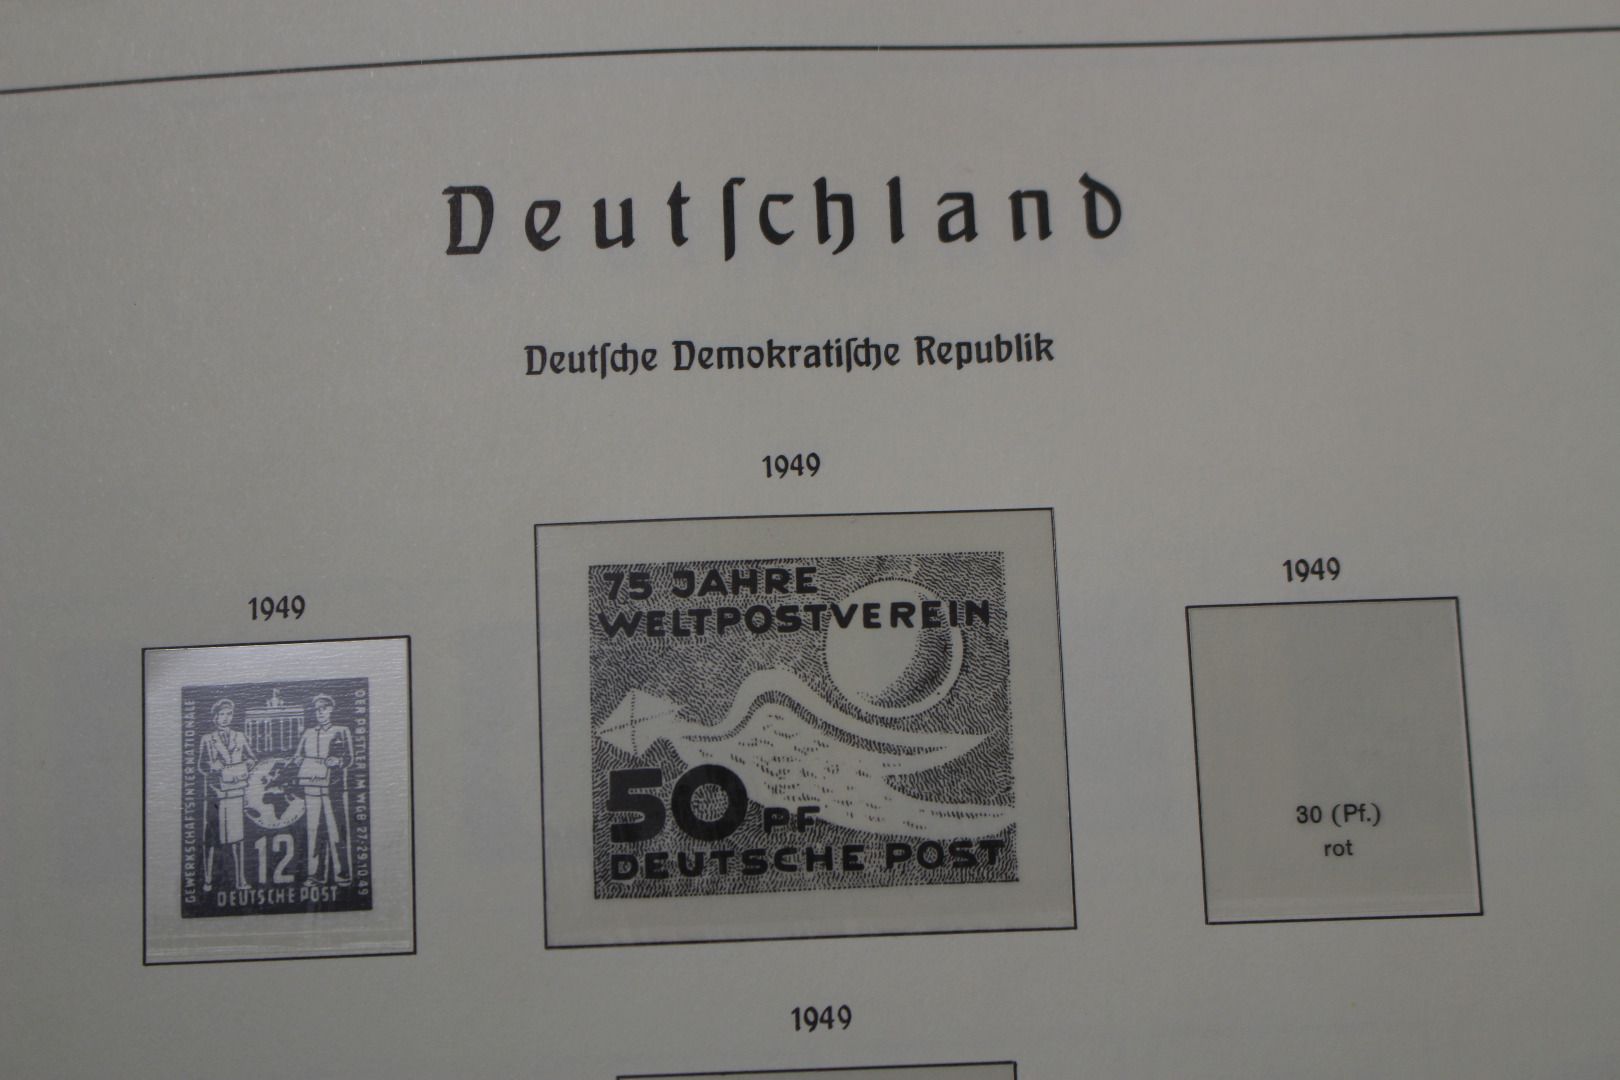 Deutſchland
Deutſche Demokratiſche Republik
1949
1949
1949
75 JAHRE
WELTPOSTVEREIN
50 PF
DEUTSCHE POST
GEWERKSCHAFTSINTERNATIONALE
DER POSTLER IM WGB 27.-29.10.49
12
DEUTSCHE POST
30 (Pf.)
rot
1949